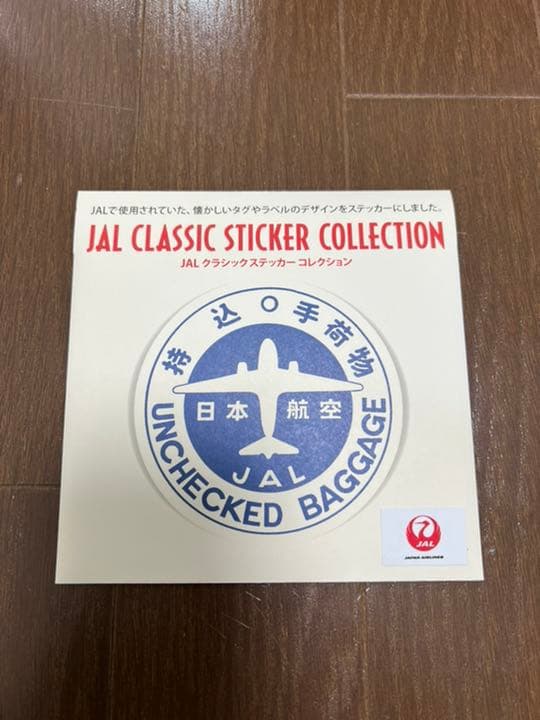 JALで使用されていた、懐かしいタグやラベルのデザインをステッカーにしました。
JAL CLASSIC STICKER COLLECTION
JAL クラシックステッカー コレクション
持込手荷物
日本航空
JAL
UNCHECKED BAGGAGE
JAL
JAPAN AIRLINES